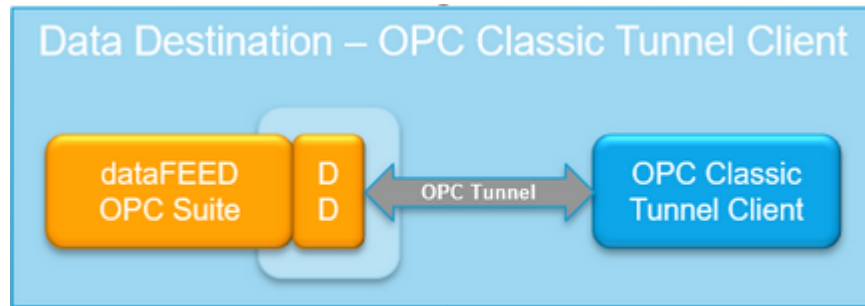 Data Destination – OPC Classic Tunnel Client
dataFEED
OPC Suite
D
D
OPC Tunnel
OPC Classic
Tunnel Client